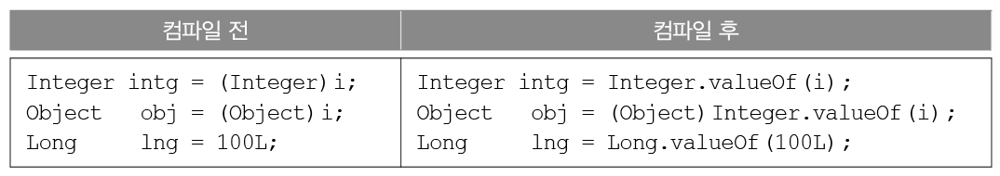 컴파일 전 컴파일 후
Integer intg = (Integer)i; Integer intg = Integer.valueOf(i);
Object   obj = (Object)i; Object   obj = (Object)Integer.valueOf(i);
Long     lng = 100L; Long     lng = Long.valueOf(100L);